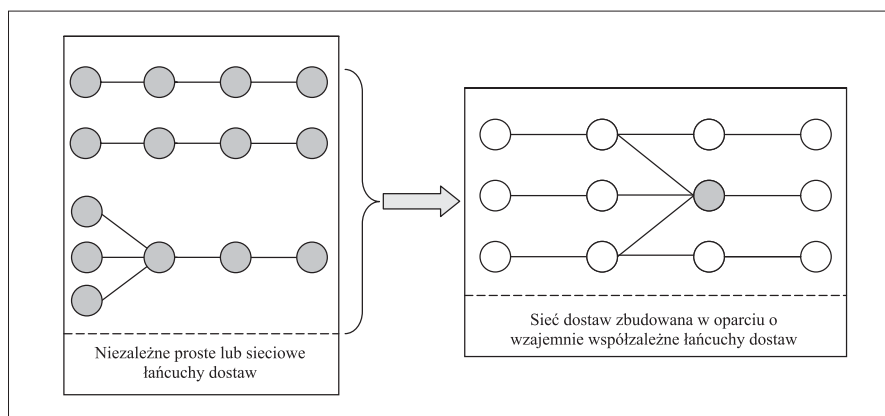 Niezależne proste lub sieciowe
łańcuchy dostaw
Sieć dostaw zbudowana w oparciu o
wzajemnie współzależne łańcuchy dostaw